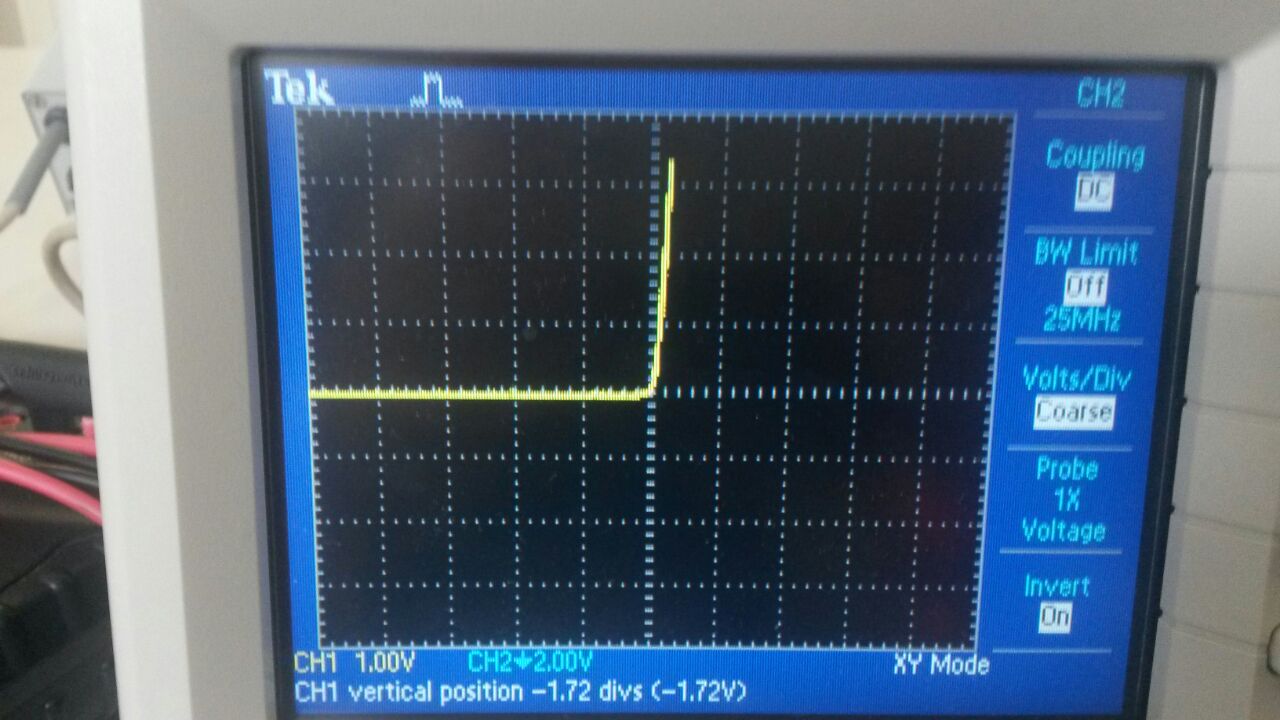 Tek
CH2
Coupling
DC
BW Limit
Off
25MHz
Volts/Div
Coarse
Probe
1X
Voltage
Invert
On
CH1 1.00V CH2 2.00V XY Mode
CH1 vertical position -1.72 divs (-1.72V)